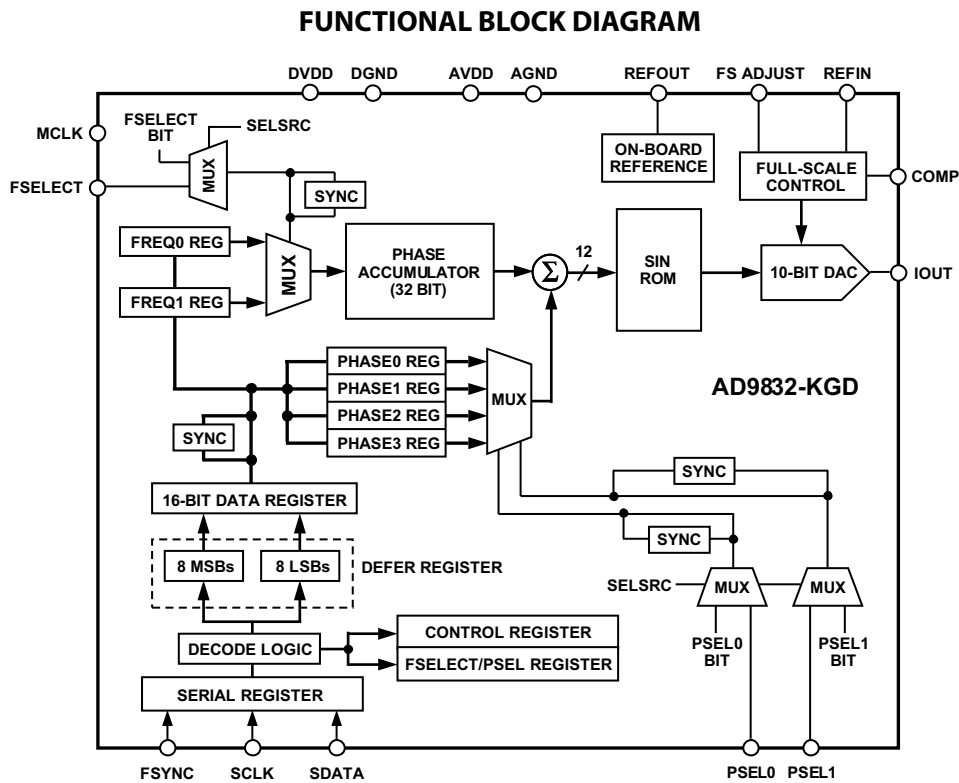 FUNCTIONAL BLOCK DIAGRAM
DVDD DGND AVDD AGND REFOUT FS ADJUST REFIN
MCLK
FSELECT
BIT
SELSRC
MUX
FSELECT
SYNC
ON-BOARD
REFERENCE
FULL-SCALE
CONTROL
COMP
FREQ0 REG
FREQ1 REG
MUX
PHASE
ACCUMULATOR
(32 BIT)
Σ
12
SIN
ROM
10-BIT DAC
IOUT
PHASE0 REG
PHASE1 REG
PHASE2 REG
PHASE3 REG
MUX
AD9832-KGD
SYNC
SYNC
SYNC
16-BIT DATA REGISTER
8 MSBs
8 LSBs
DEFER REGISTER
SELSRC
MUX
MUX
PSEL0
BIT
PSEL1
BIT
DECODE LOGIC
CONTROL REGISTER
FSELECT/PSEL REGISTER
SERIAL REGISTER
FSYNC SCLK SDATA PSEL0 PSEL1